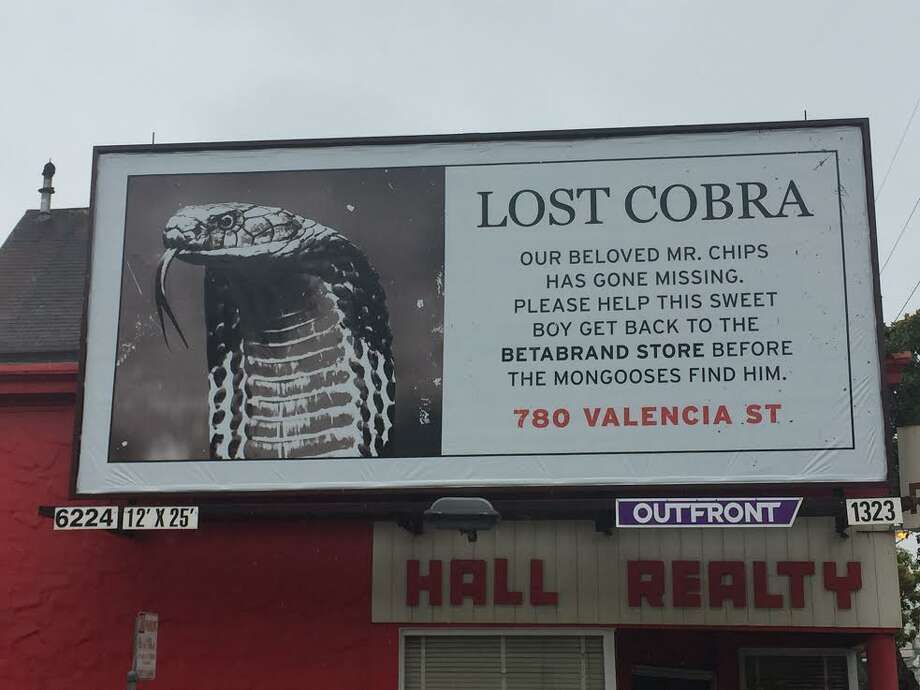 LOST COBRA
OUR BELOVED MR. CHIPS
HAS GONE MISSING.
PLEASE HELP THIS SWEET
BOY GET BACK TO THE
BETABRAND STORE BEFORE
THE MONGOOSES FIND HIM.
780 VALENCIA ST
6224 12' X 25'
OUTFRONT
1323
HALL REALTY